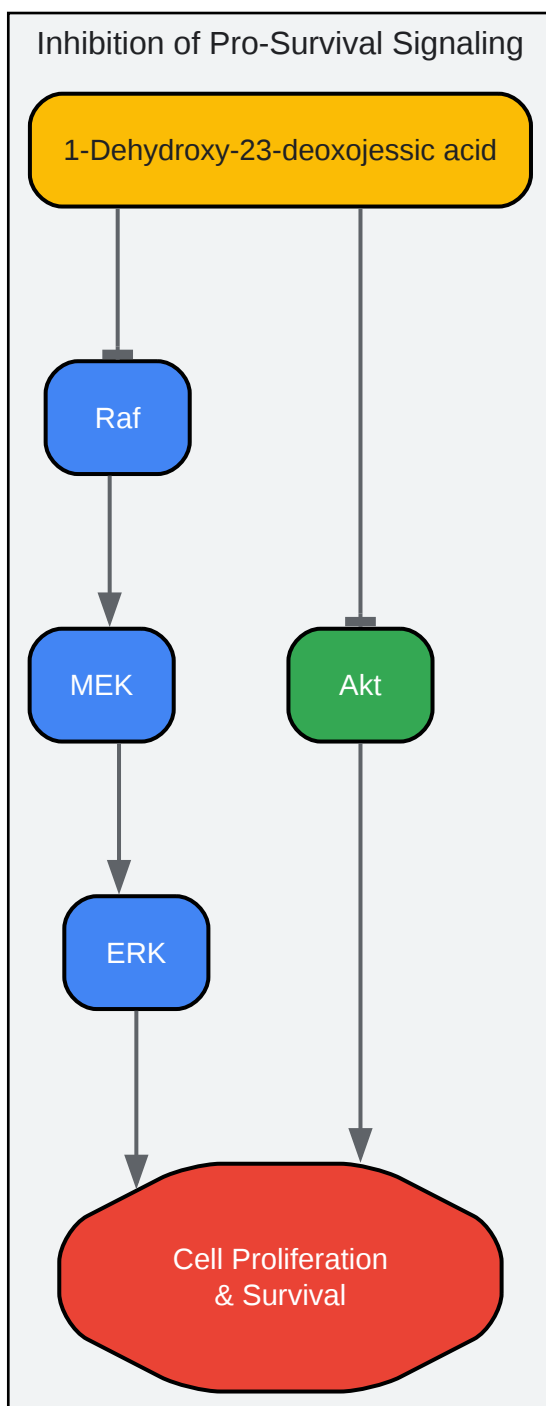 Inhibition of Pro-Survival Signaling
1-Dehydroxy-23-deoxojessic acid
Raf
MEK
Akt
ERK
Cell Proliferation
& Survival